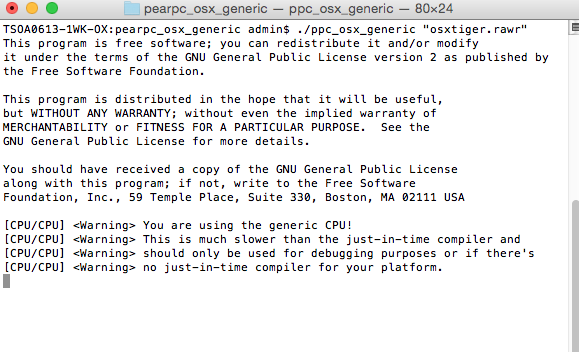 pearpc_osx_generic — ppc_osx_generic — 80×24
TSOA0613-1WK-OX:pearpc_osx_generic admin$ ./ppc_osx_generic "osxtiger.rawr"
This program is free software; you can redistribute it and/or modify
it under the terms of the GNU General Public License version 2 as published by
the Free Software Foundation.
This program is distributed in the hope that it will be useful,
but WITHOUT ANY WARRANTY; without even the implied warranty of
MERCHANTABILITY or FITNESS FOR A PARTICULAR PURPOSE.  See the
GNU General Public License for more details.
You should have received a copy of the GNU General Public License
along with this program; if not, write to the Free Software
Foundation, Inc., 59 Temple Place, Suite 330, Boston, MA 02111 USA
[CPU/CPU] <Warning> You are using the generic CPU!
[CPU/CPU] <Warning> This is much slower than the just-in-time compiler and
[CPU/CPU] <Warning> should only be used for debugging purposes or if there's
[CPU/CPU] <Warning> no just-in-time compiler for your platform.